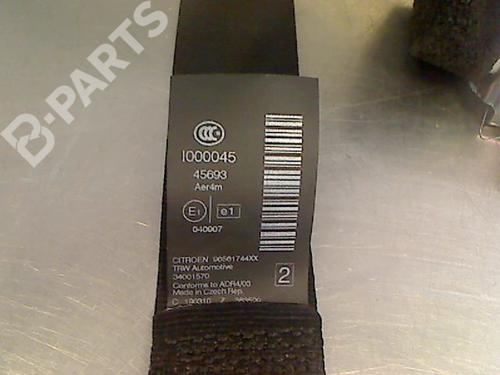 B-PARTS
CCC
I000045
45693
Aer4m
E1 e1
040907
CITROEN 96561744XX
TRW Automotive
34001570
Conforms to ADR4/03
Made in Czech Rep.
2